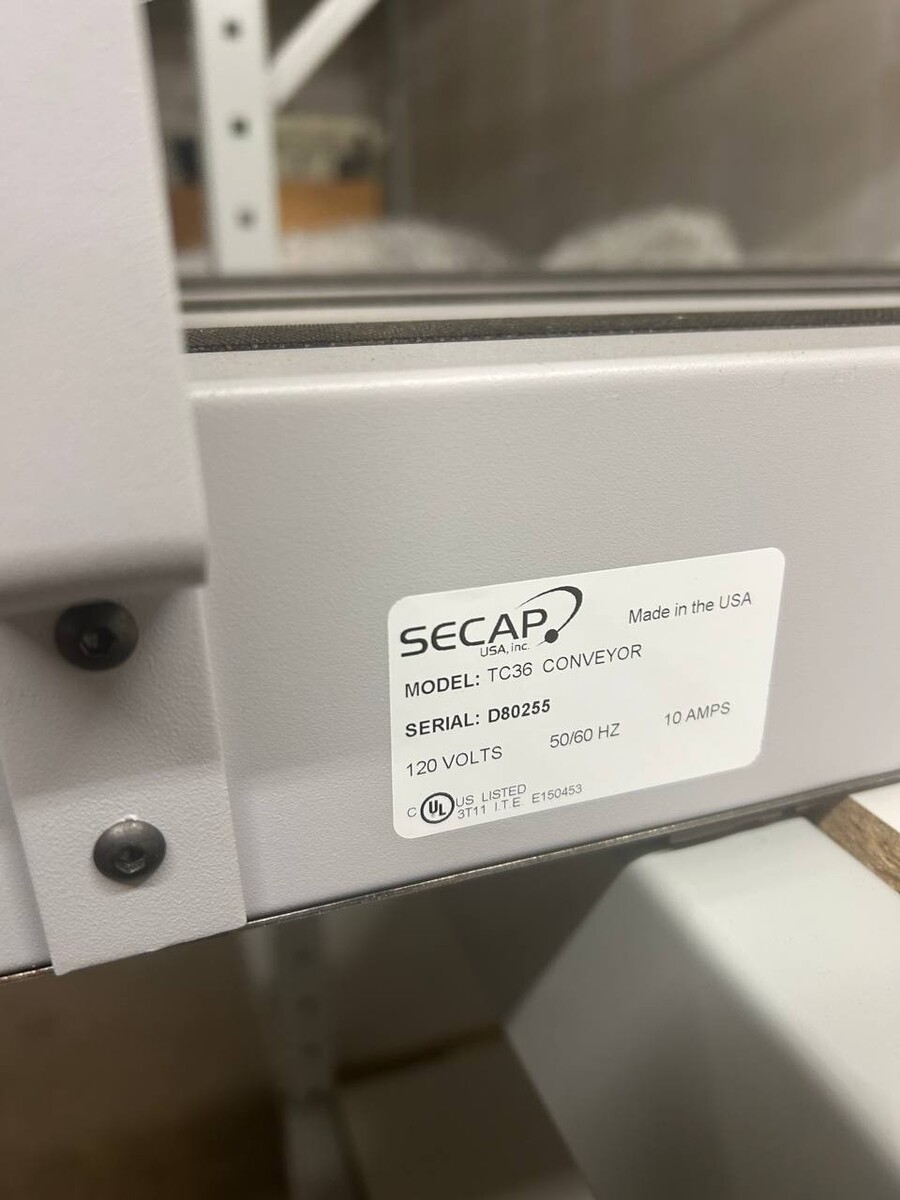 SECAP
USA, inc.
Made in the USA
MODEL: TC36 CONVEYOR
SERIAL: D80255
120 VOLTS 50/60 HZ 10 AMPS
C UL US LISTED
3T11 I.T.E. E150453